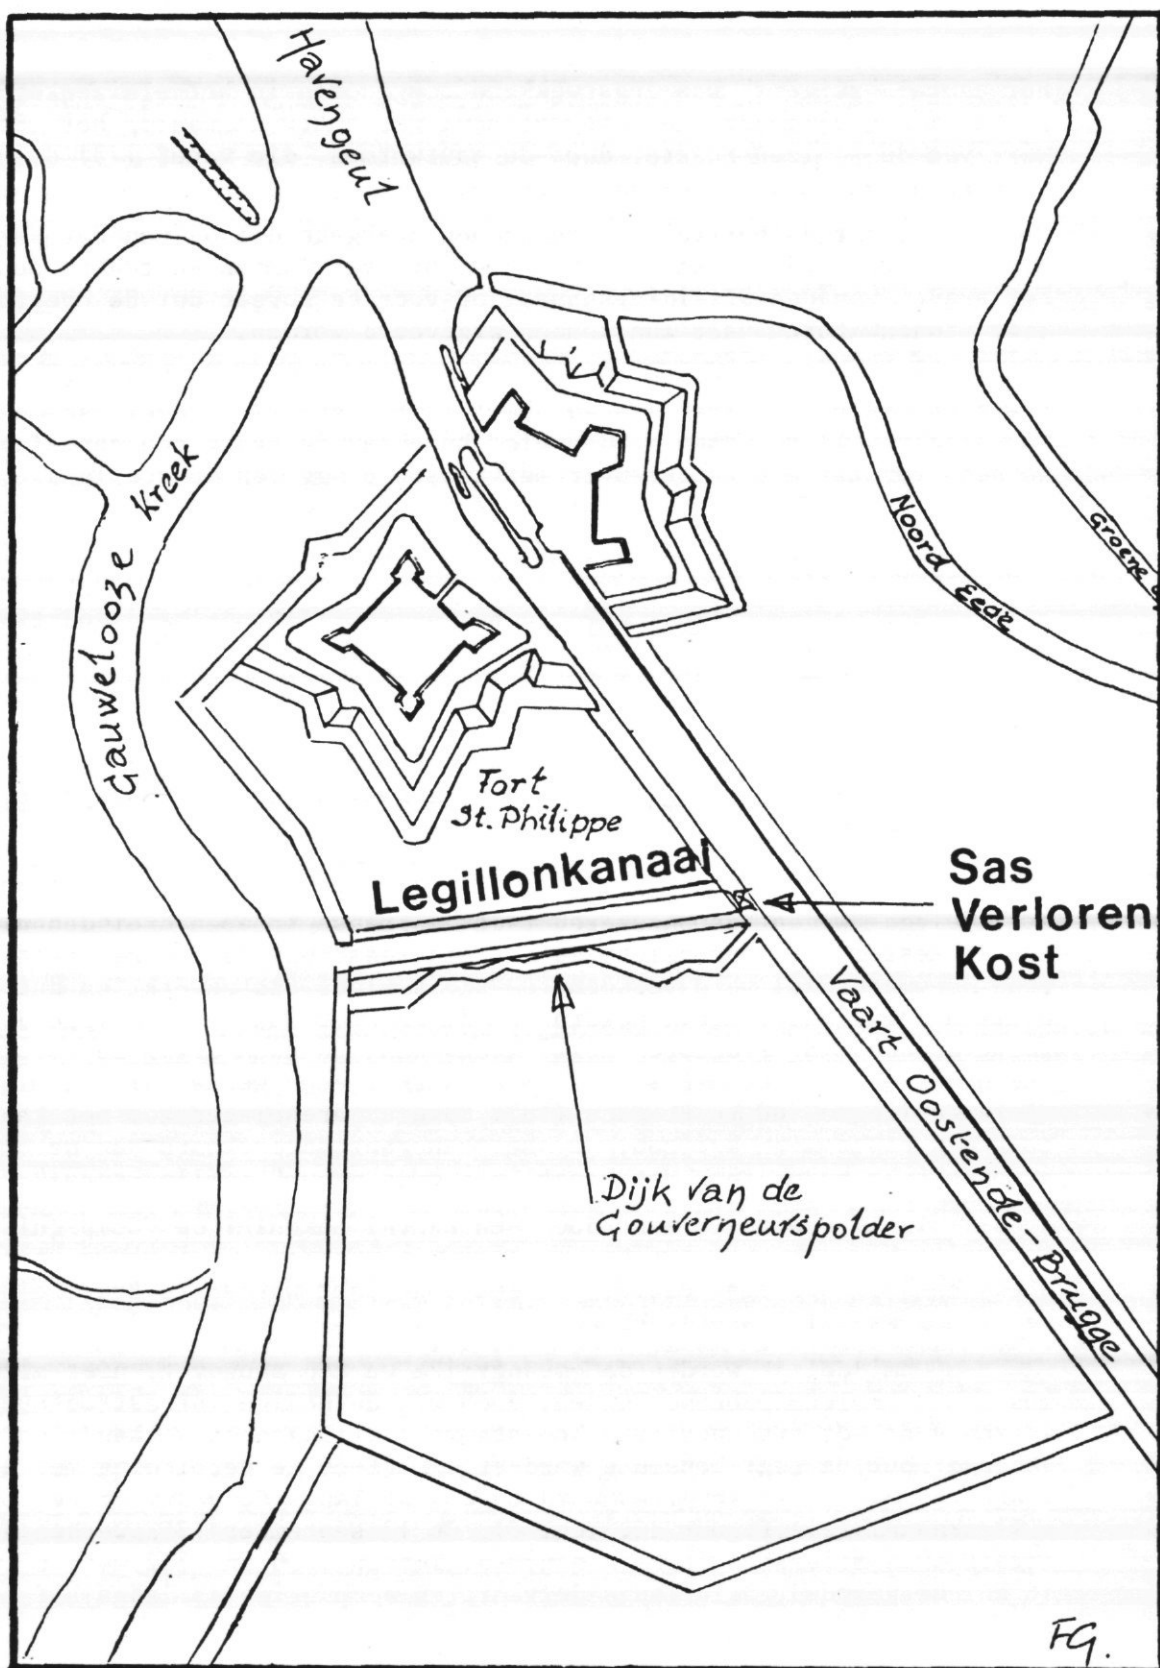 Havengeul
Gauwelooze Kreek
Noord Eede
Groere
Fort
St. Philippe
Legillonkanaal
Sas
Verloren
Kost
Vaart Oostende-Brugge
Dijk van de
Gouverneurspolder
FG.